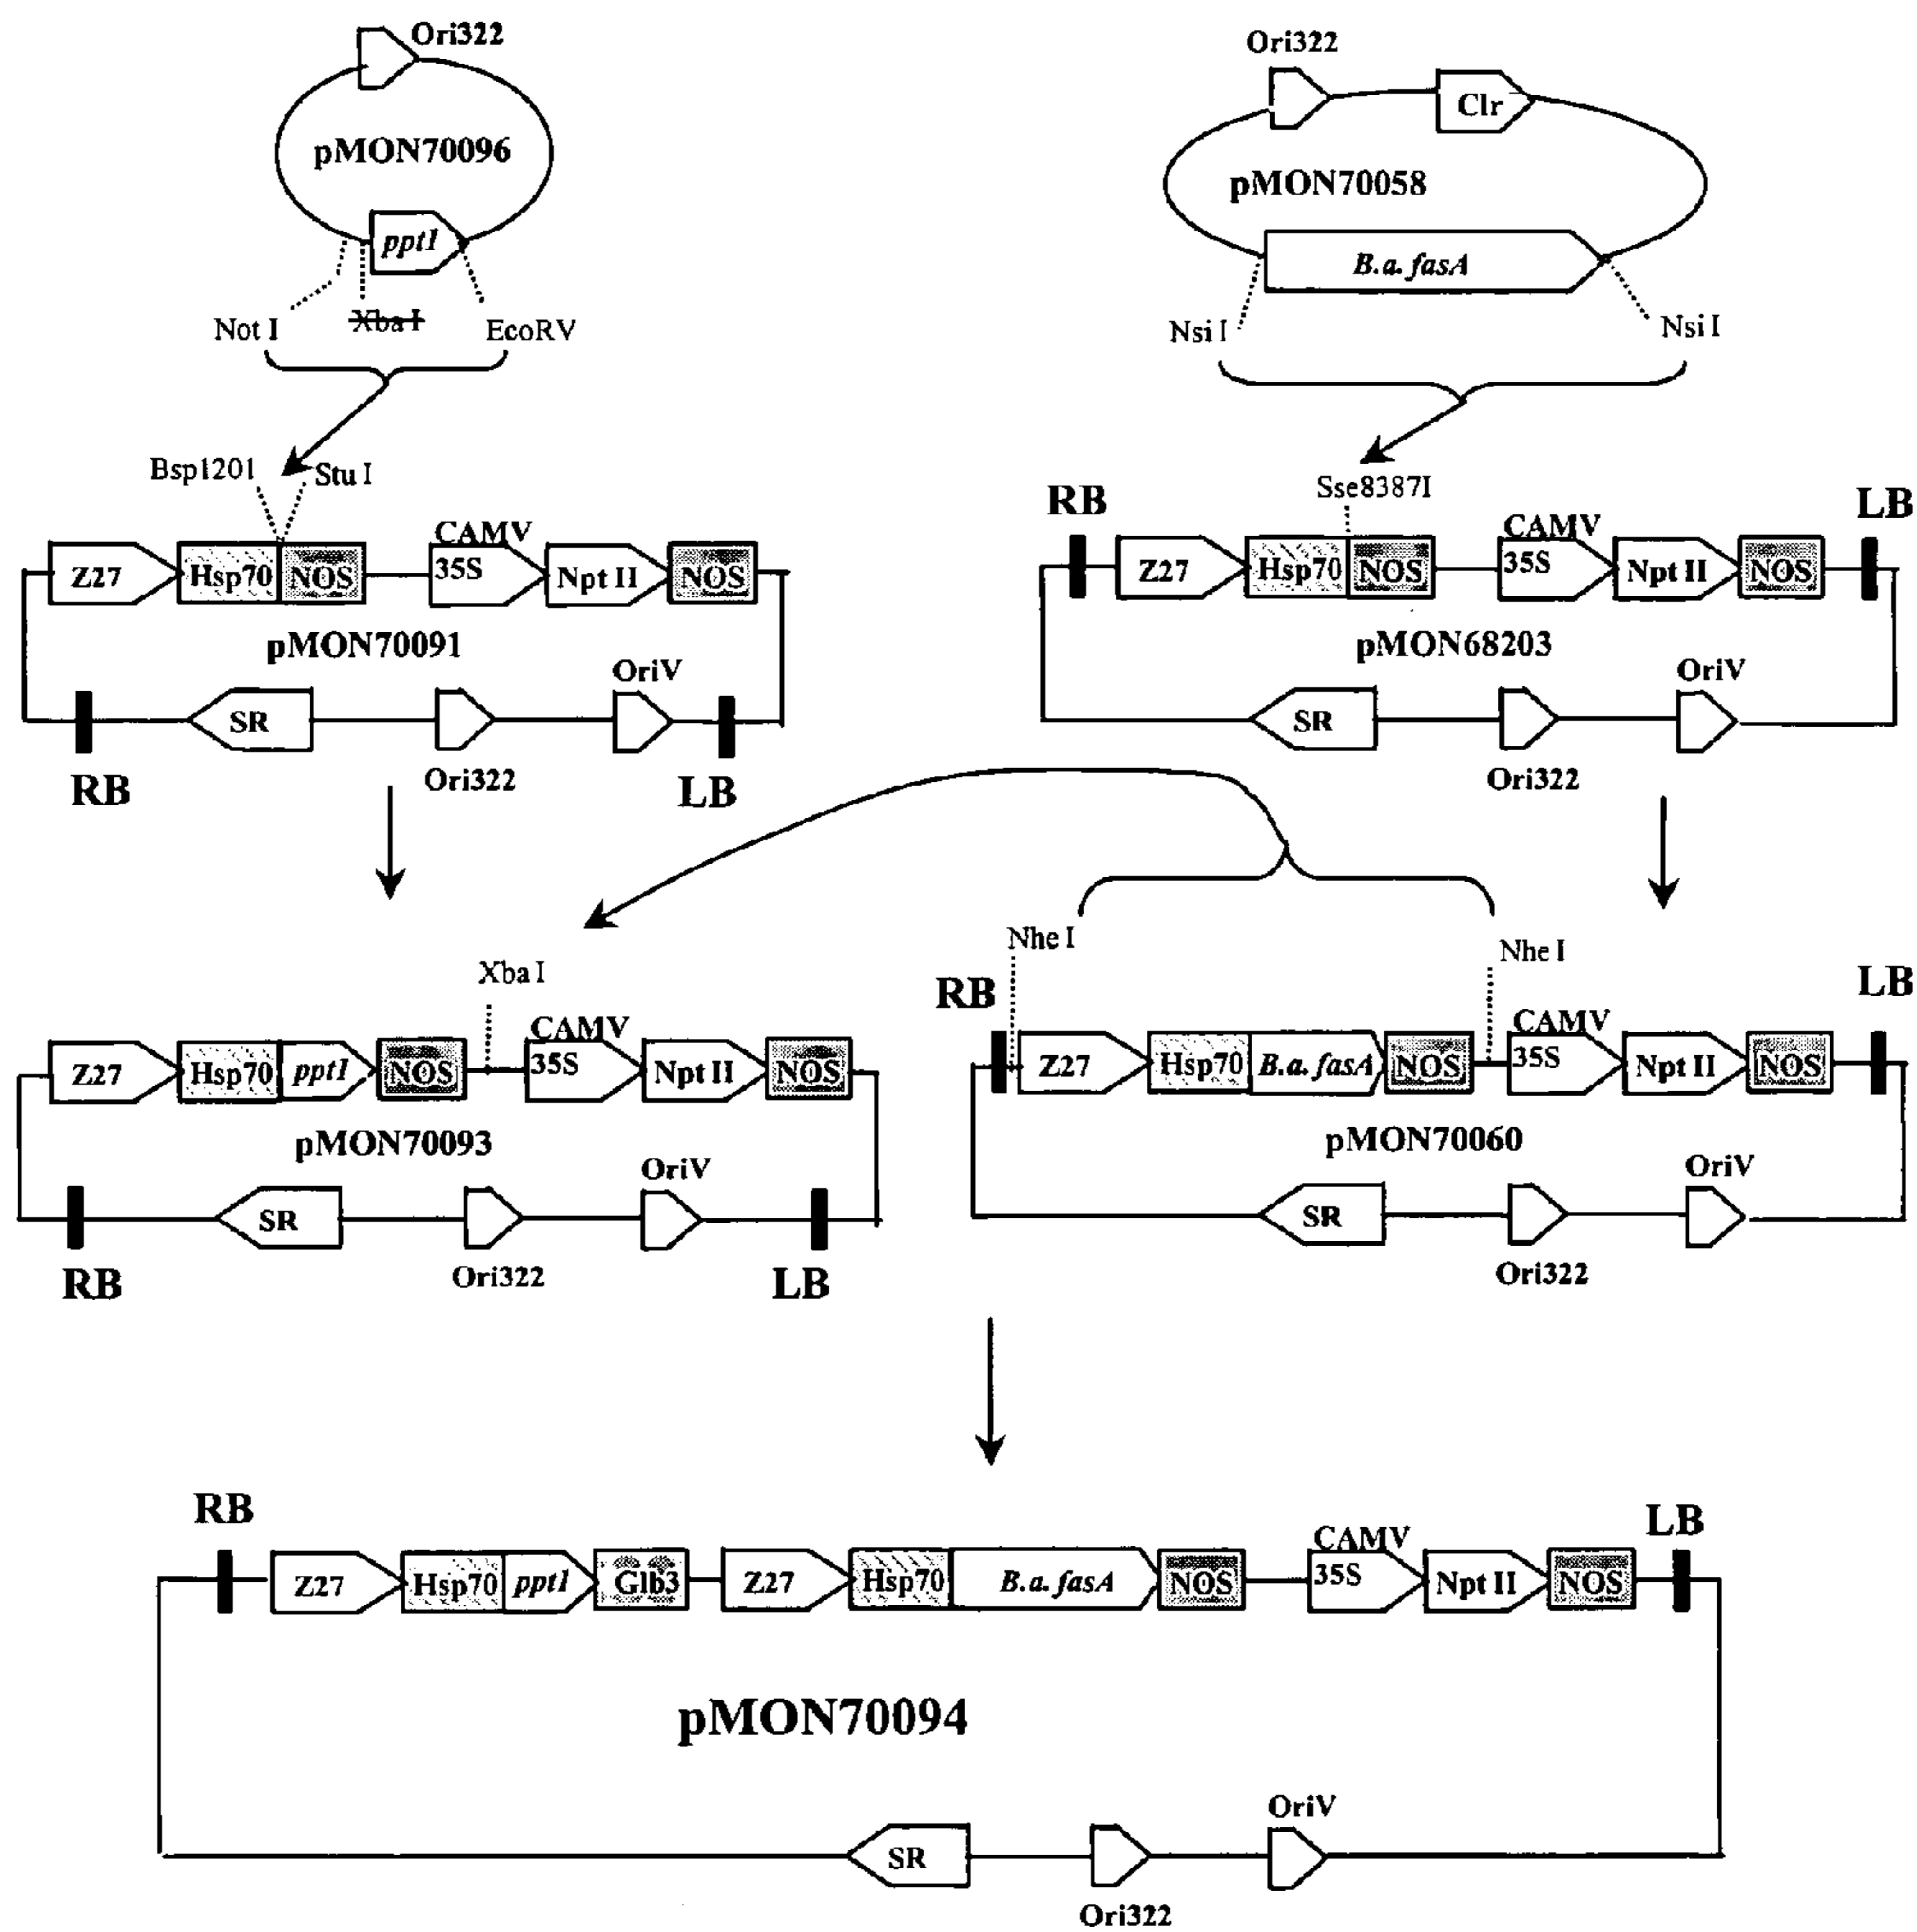 Ori322
pMON70096
ppt1
Not I
Xba I
EcoRV
Ori322
Clr
pMON70058
B.a. fasA
Nsi I
Nsi I
Bsp120I
Stu I
Z27
Hsp70
NOS
CAMV
35S
Npt II
NOS
pMON70091
SR
Ori322
OriV
RB
LB
Sse8387I
RB
Z27
Hsp70
NOS
CAMV
35S
Npt II
NOS
LB
pMON68203
SR
Ori322
OriV
Xba I
Z27
Hsp70
ppt1
NOS
CAMV
35S
Npt II
NOS
pMON70093
SR
Ori322
OriV
RB
LB
Nhe I
Nhe I
RB
Z27
Hsp70
B.a. fasA
NOS
CAMV
35S
Npt II
NOS
LB
pMON70060
SR
Ori322
OriV
RB
Z27
Hsp70
ppt1
Glb3
Z27
Hsp70
B.a. fasA
NOS
CAMV
35S
Npt II
NOS
LB
pMON70094
SR
Ori322
OriV